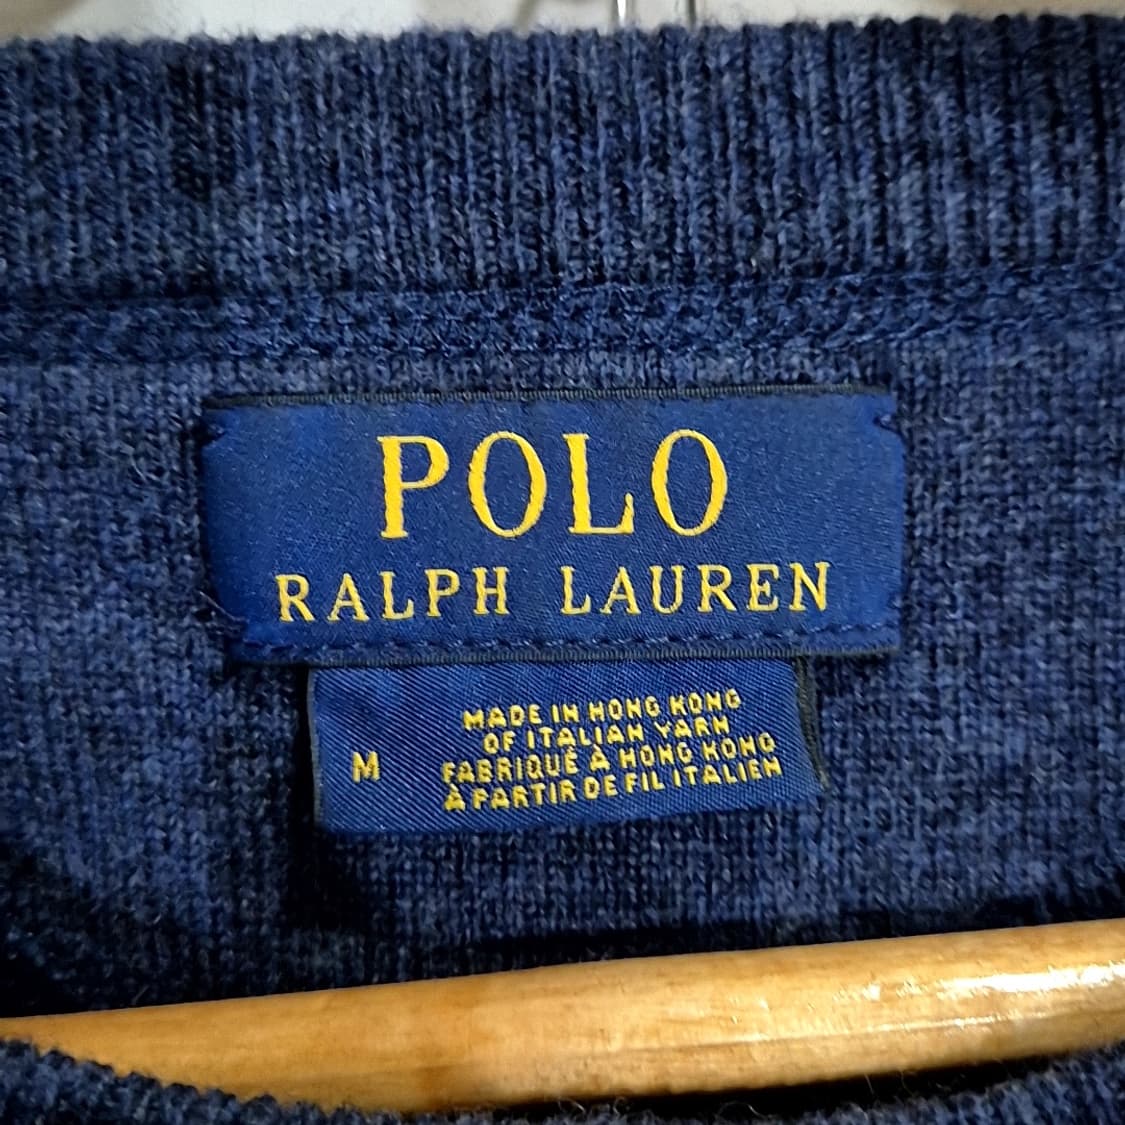 POLO
RALPH LAUREN
M
MADE IN HONG KONG
OF ITALIAN YARN
FABRIQUÉ À HONG KONG
À PARTIR DE FIL ITALIEN